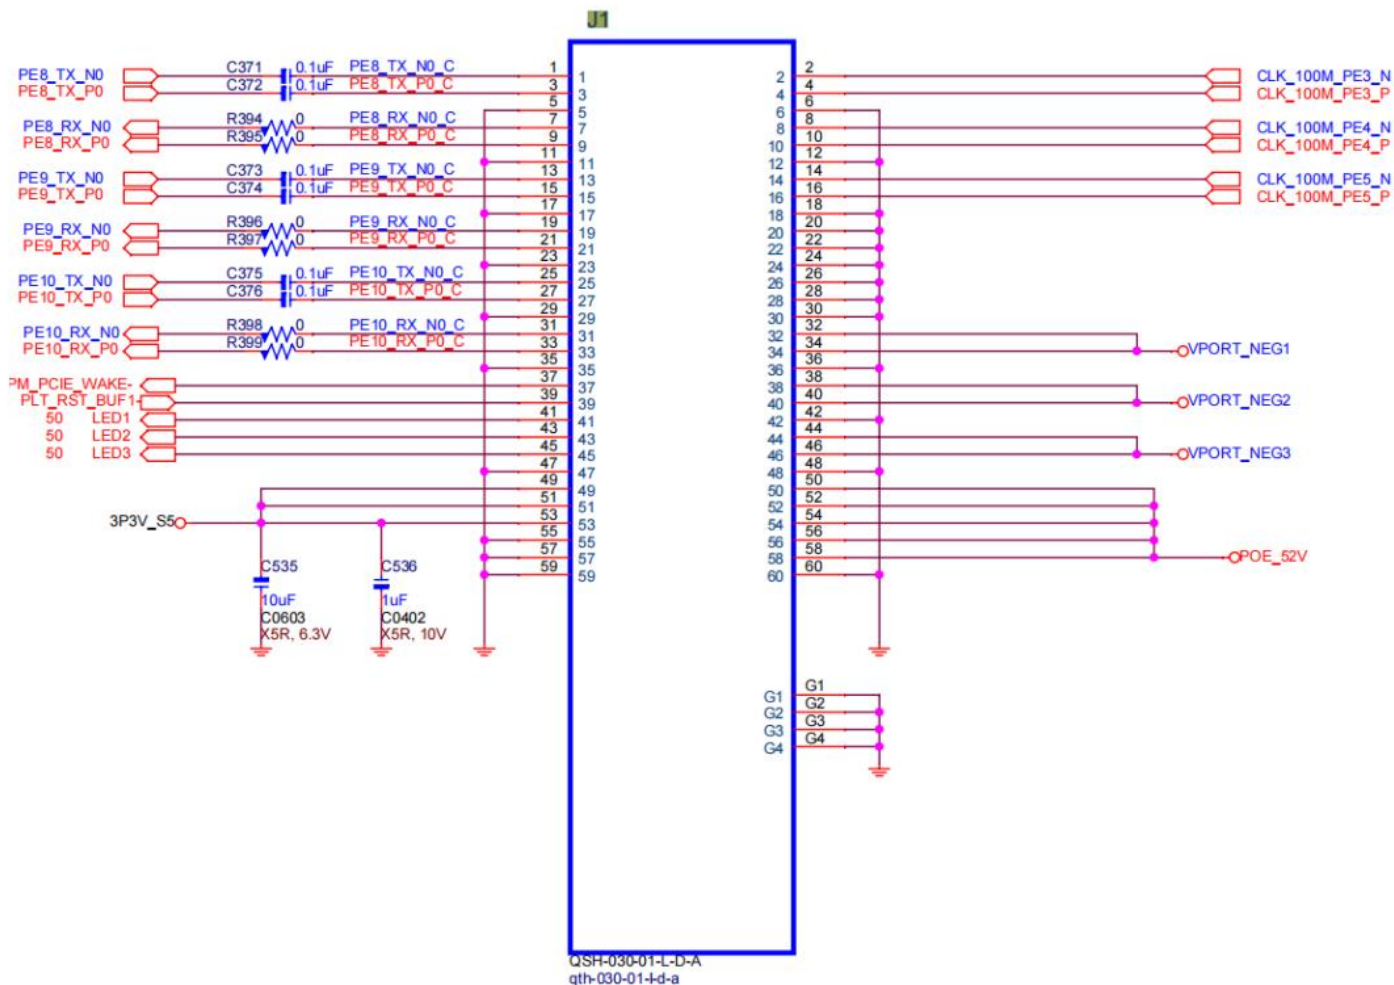 J1
PE8_TX_N0 C371 0.1uF PE8_TX_N0_C 1 1 2 2 CLK_100M_PE3_N
PE8_TX_P0 C372 0.1uF PE8_TX_P0_C 3 3 4 4 CLK_100M_PE3_P
5 5 6 6
PE8_RX_N0 R394 0 PE8_RX_N0_C 7 7 8 8 CLK_100M_PE4_N
PE8_RX_P0 R395 0 PE8_RX_P0_C 9 9 10 10 CLK_100M_PE4_P
11 11 12 12
PE9_TX_N0 C373 0.1uF PE9_TX_N0_C 13 13 14 14 CLK_100M_PE5_N
PE9_TX_P0 C374 0.1uF PE9_TX_P0_C 15 15 16 16 CLK_100M_PE5_P
17 17 18 18
PE9_RX_N0 R396 0 PE9_RX_N0_C 19 19 20 20
PE9_RX_P0 R397 0 PE9_RX_P0_C 21 21 22 22
23 23 24 24
PE10_TX_N0 C375 0.1uF PE10_TX_N0_C 25 25 26 26
PE10_TX_P0 C376 0.1uF PE10_TX_P0_C 27 27 28 28
29 29 30 30
PE10_RX_N0 R398 0 PE10_RX_N0_C 31 31 32 32
PE10_RX_P0 R399 0 PE10_RX_P0_C 33 33 34 34 VPORT_NEG1
35 35 36 36
PM_PCIE_WAKE- 37 37 38 38
PLT_RST_BUF1- 39 39 40 40 VPORT_NEG2
50 LED1 41 41 42 42
50 LED2 43 43 44 44
50 LED3 45 45 46 46 VPORT_NEG3
47 47 48 48
49 49 50 50
51 51 52 52
3P3V_S5 53 53 54 54
55 55 56 56
57 57 58 58 POE_52V
59 59 60 60
C535 C536
10uF 1uF
C0603 C0402
X5R, 6.3V X5R, 10V
G1 G1
G2 G2
G3 G3
G4 G4
QSH-030-01-L-D-A
qth-030-01-l-d-a